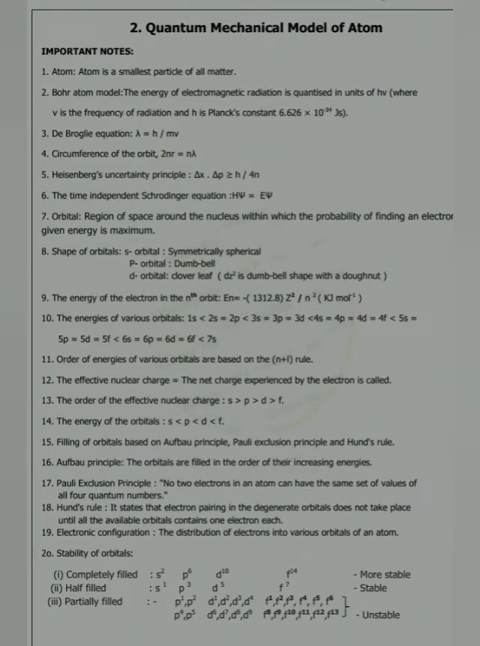 2. Quantum Mechanical Model of Atom
IMPORTANT NOTES:
1. Atom: Atom is a smallest particle of all matter.
2. Bohr atom model:The energy of electromagnetic radiation is quantised in units of hv (where
v is the frequency of radiation and h is Planck's constant 6.626 × 10⁻³⁴ Js).
3. De Broglie equation: λ = h / mv
4. Circumference of the orbit, 2πr = nλ
5. Heisenberg's uncertainty principle : Δx . Δp ≥ h / 4π
6. The time independent Schrodinger equation :HΨ = EΨ
7. Orbital: Region of space around the nucleus within which the probability of finding an electror
given energy is maximum.
8. Shape of orbitals: s- orbital : Symmetrically spherical
P- orbital : Dumb-bell
d- orbital: clover leaf ( dz² is dumb-bell shape with a doughnut )
9. The energy of the electron in the nᵗʰ orbit: En= -( 1312.8) Z² / n ² ( KJ mol⁻¹ )
10. The energies of various orbitals: 1s < 2s = 2p < 3s = 3p = 3d <4s = 4p = 4d = 4f < 5s =
5p = 5d = 5f < 6s = 6p = 6d = 6f < 7s
11. Order of energies of various orbitals are based on the (n+l) rule.
12. The effective nuclear charge = The net charge experienced by the electron is called.
13. The order of the effective nuclear charge : s > p > d > f.
14. The energy of the orbitals : s < p < d < f.
15. Filling of orbitals based on Aufbau principle, Pauli exclusion principle and Hund's rule.
16. Aufbau principle: The orbitals are filled in the order of their increasing energies.
17. Pauli Exclusion Principle : "No two electrons in an atom can have the same set of values of
all four quantum numbers."
18. Hund's rule : It states that electron pairing in the degenerate orbitals does not take place
until all the available orbitals contains one electron each.
19. Electronic configuration : The distribution of electrons into various orbitals of an atom.
2o. Stability of orbitals:
(i) Completely filled : s² p⁶ d¹⁰ f¹⁴ - More stable
(ii) Half filled : s¹ p³ d⁵ f⁷ - Stable
(iii) Partially filled : - p¹,p² d¹,d²,d³,d⁴ f¹,f²,f³, f⁴, f⁵, f⁶
p⁴,p⁵ d⁶,d⁷,d⁸,d⁹ f⁸,f⁹,f¹⁰,f¹¹,f¹²,f¹³ - Unstable